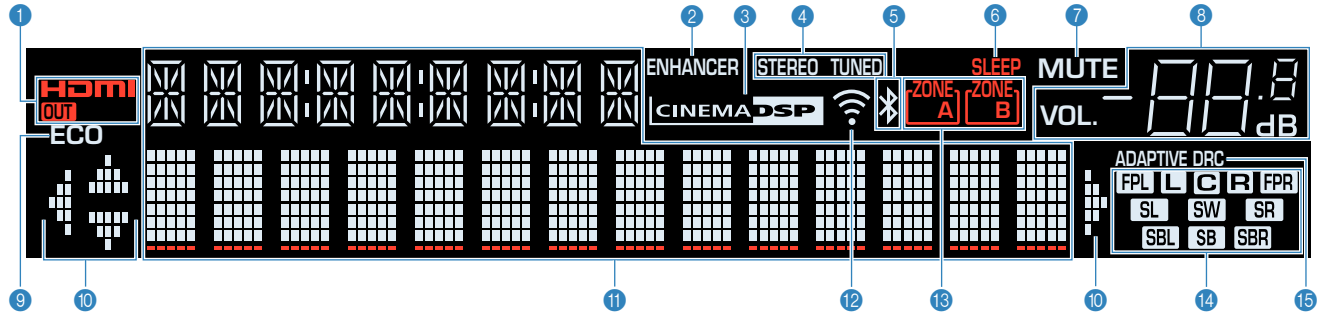 1 2 3 4 5 6 7 8
HDMI
OUT
ECO
ENHANCER STEREO TUNED SLEEP MUTE
CINEMA DSP
ZONE A ZONE B
VOL. dB
ADAPTIVE DRC
FPL L C R FPR
SL SW SR
SBL SB SBR
9 10 11 12 13 10 14 15